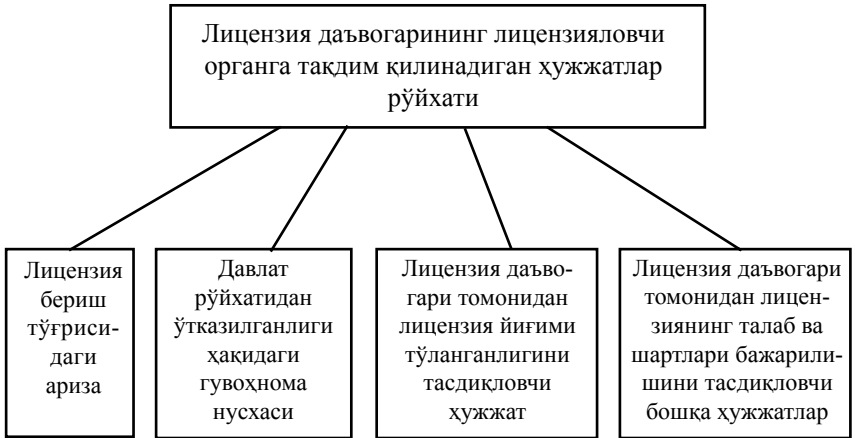 Лицензия даъвогарининг лицензияловчи
органга тақдим қилинадиган ҳужжатлар
рўйхати
Лицензия
бериш
тўғриси-
даги
ариза
Давлат
рўйхатидан
ўтказилганлиги
ҳақидаги
гувоҳнома
нусхаси
Лицензия даъво-
гари томонидан
лицензия йиғими
тўланганлигини
тасдиқловчи
ҳужжат
Лицензия даъвогари
томонидан лицен-
зиянинг талаб ва
шартлари бажарили-
шини тасдиқловчи
бошқа ҳужжатлар